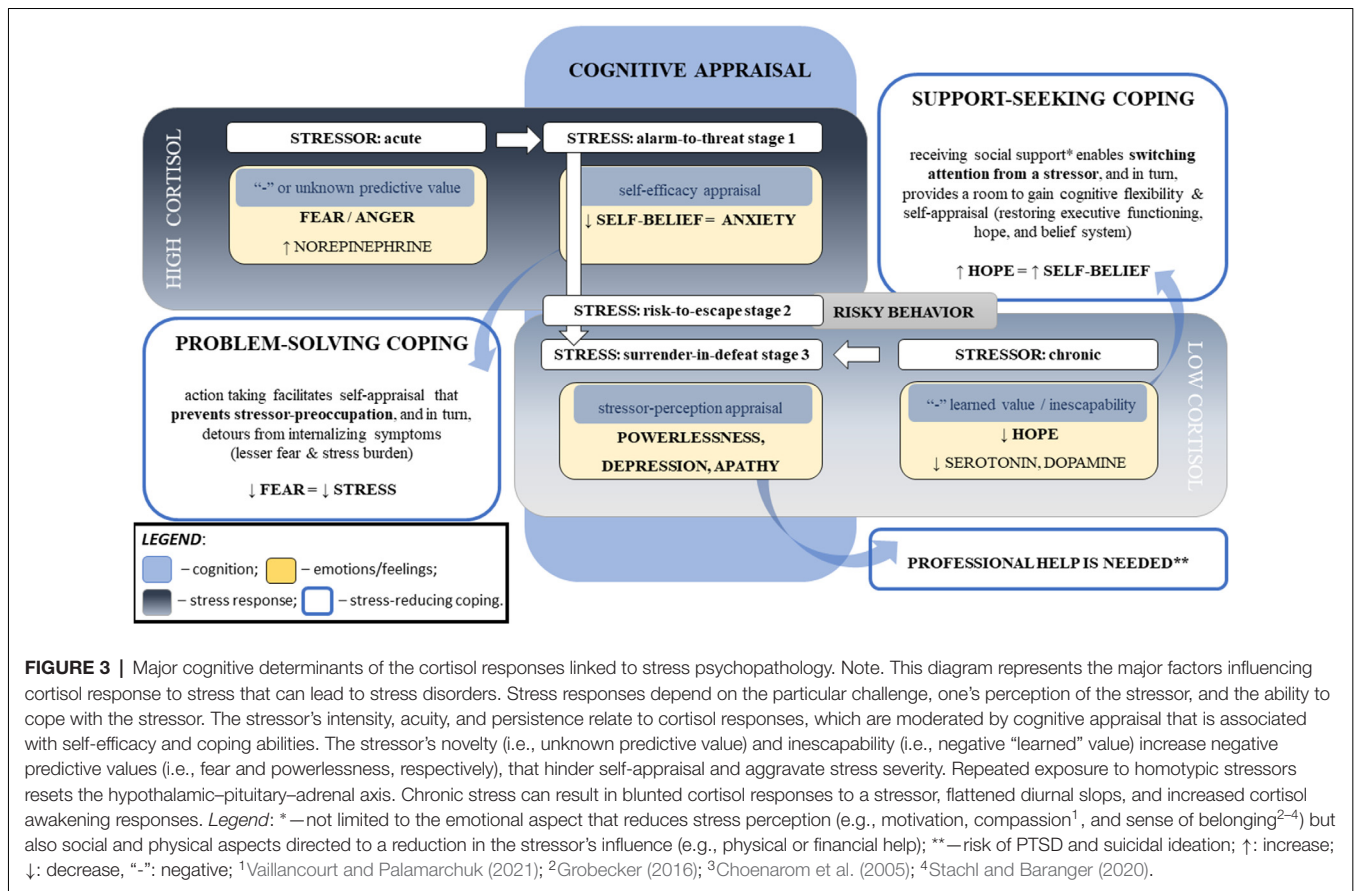 COGNITIVE APPRAISAL
HIGH CORTISOL
STRESSOR: acute
“-” or unknown predictive value
FEAR / ANGER
↑ NOREPINEPHRINE
STRESS: alarm-to-threat stage 1
self-efficacy appraisal
↓ SELF-BELIEF = ANXIETY
SUPPORT-SEEKING COPING
receiving social support* enables switching
attention from a stressor, and in turn,
provides a room to gain cognitive flexibility &
self-appraisal (restoring executive functioning,
hope, and belief system)
↑ HOPE = ↑ SELF-BELIEF
STRESS: risk-to-escape stage 2
RISKY BEHAVIOR
PROBLEM-SOLVING COPING
action taking facilitates self-appraisal that
prevents stressor-preoccupation, and in turn,
detours from internalizing symptoms
(lesser fear & stress burden)
↓ FEAR = ↓ STRESS
STRESS: surrender-in-defeat stage 3
stressor-perception appraisal
POWERLESSNESS,
DEPRESSION, APATHY
STRESSOR: chronic
“-” learned value / inescapability
↓ HOPE
↓ SEROTONIN, DOPAMINE
LOW CORTISOL
PROFESSIONAL HELP IS NEEDED**
LEGEND:
– cognition; – emotions/feelings;
– stress response; – stress-reducing coping.
FIGURE 3 | Major cognitive determinants of the cortisol responses linked to stress psychopathology. Note. This diagram represents the major factors influencing
cortisol response to stress that can lead to stress disorders. Stress responses depend on the particular challenge, one’s perception of the stressor, and the ability to
cope with the stressor. The stressor’s intensity, acuity, and persistence relate to cortisol responses, which are moderated by cognitive appraisal that is associated
with self-efficacy and coping abilities. The stressor’s novelty (i.e., unknown predictive value) and inescapability (i.e., negative “learned” value) increase negative
predictive values (i.e., fear and powerlessness, respectively), that hinder self-appraisal and aggravate stress severity. Repeated exposure to homotypic stressors
resets the hypothalamic–pituitary–adrenal axis. Chronic stress can result in blunted cortisol responses to a stressor, flattened diurnal slops, and increased cortisol
awakening responses. Legend: *—not limited to the emotional aspect that reduces stress perception (e.g., motivation, compassion¹, and sense of belonging²⁻⁴) but
also social and physical aspects directed to a reduction in the stressor’s influence (e.g., physical or financial help); **—risk of PTSD and suicidal ideation; ↑: increase;
↓: decrease, “-”: negative; ¹Vaillancourt and Palamarchuk (2021); ²Grobecker (2016); ³Choenarom et al. (2005); ⁴Stachl and Baranger (2020).